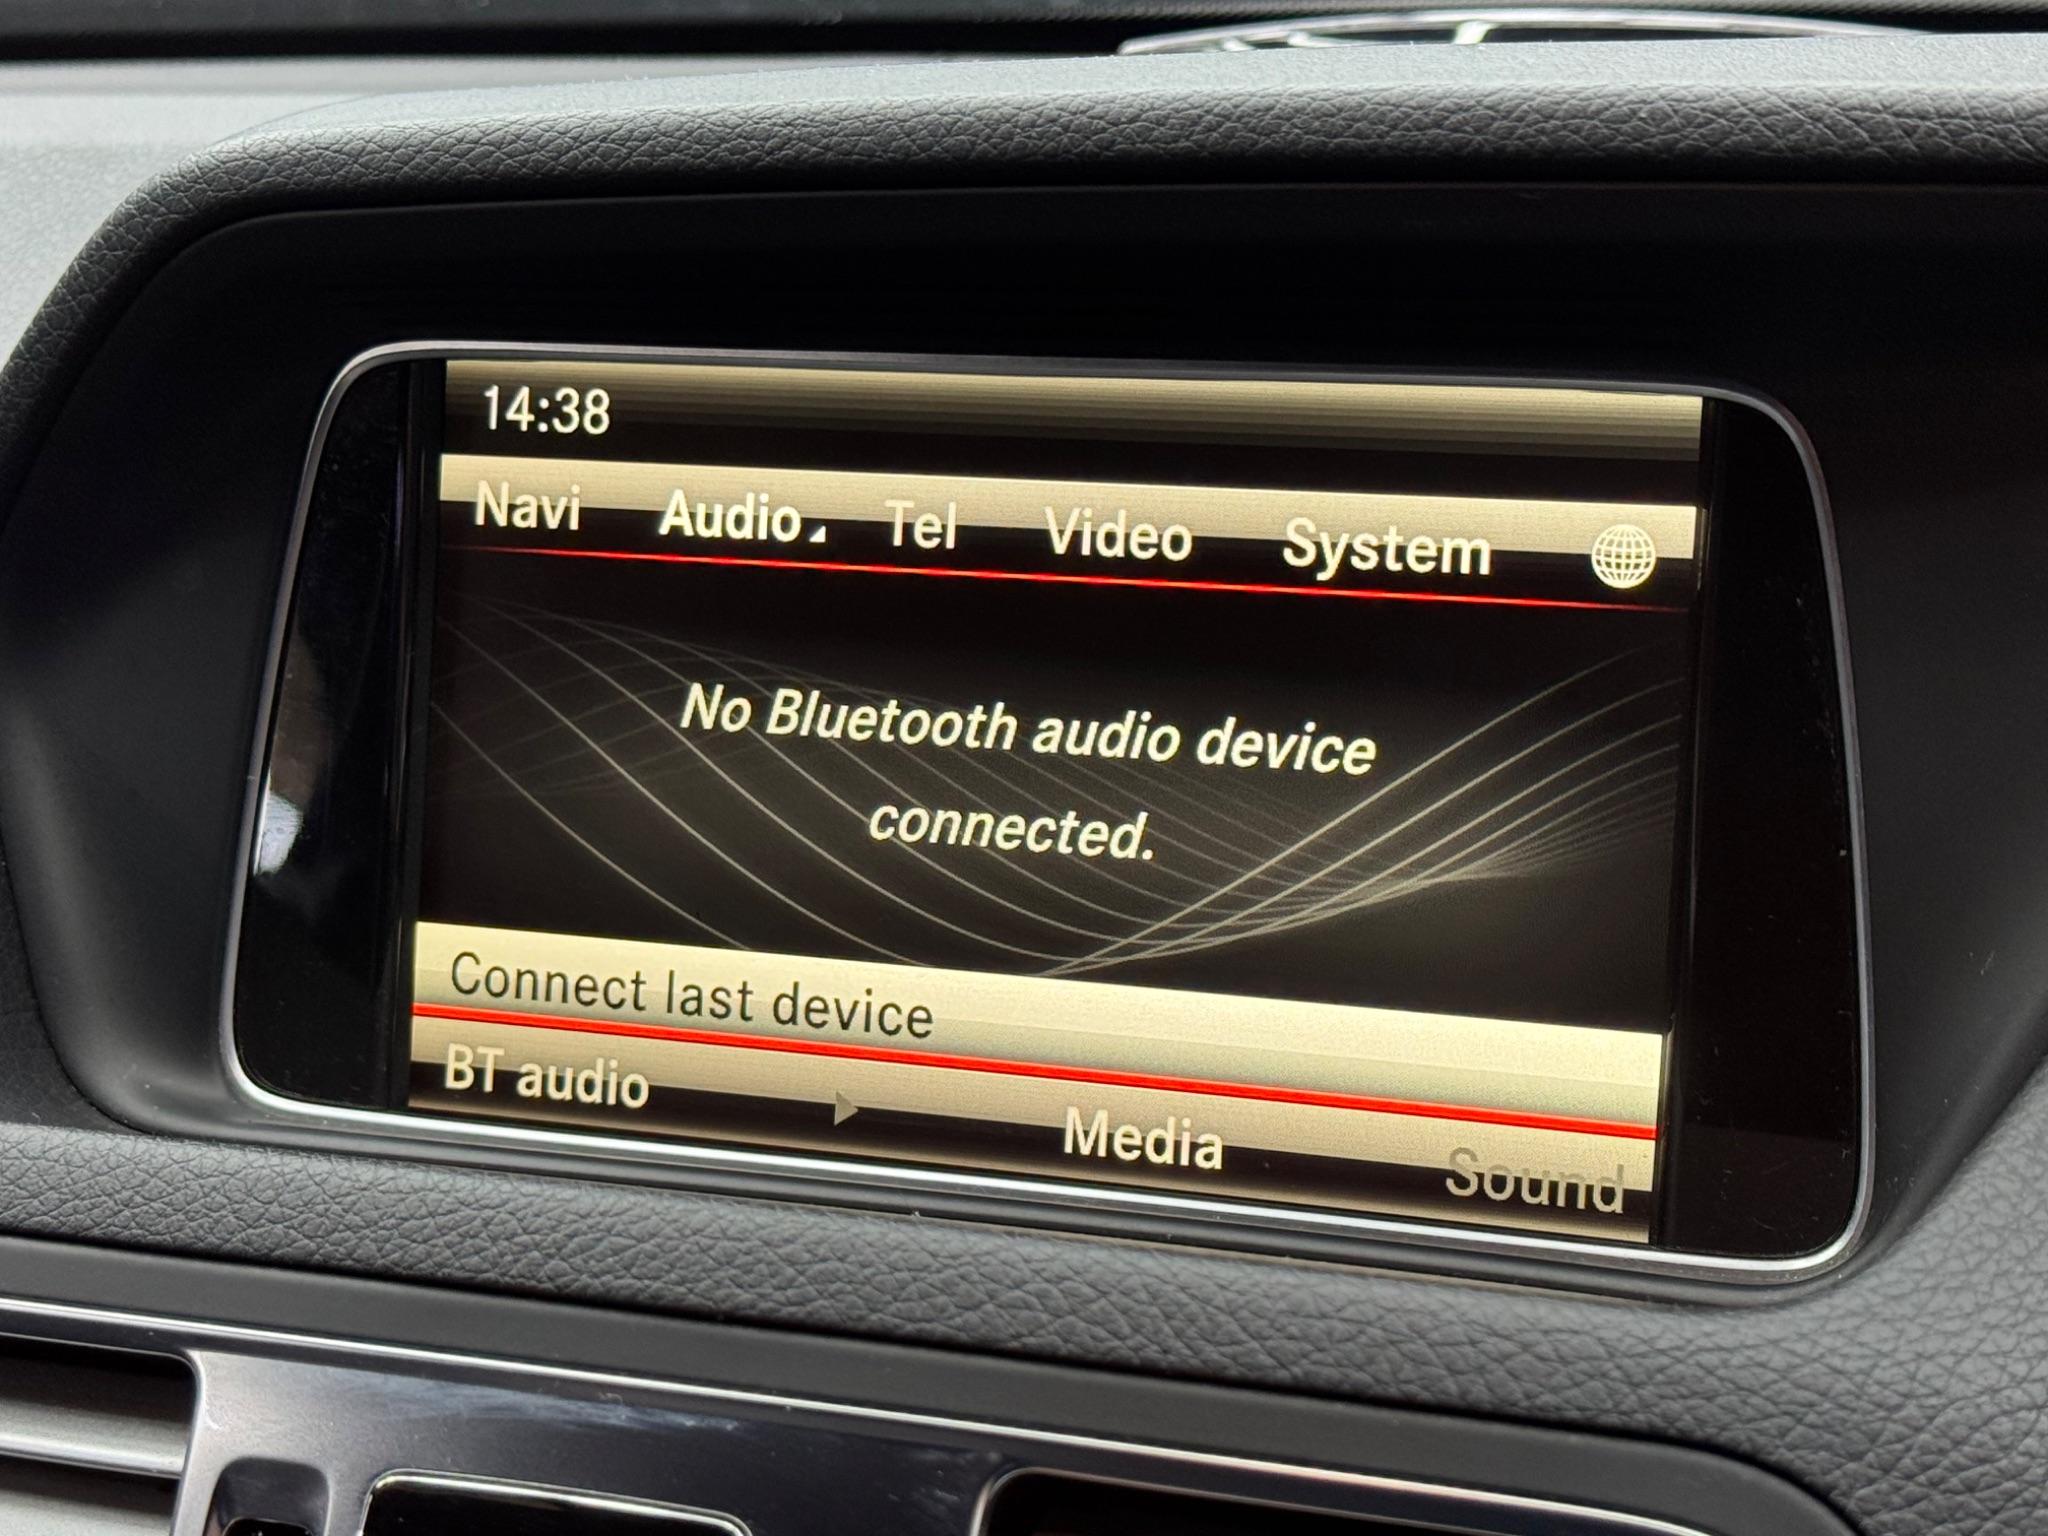 14:38
Navi Audio Tel Video System
No Bluetooth audio device
connected.
Connect last device
BT audio Media Sound